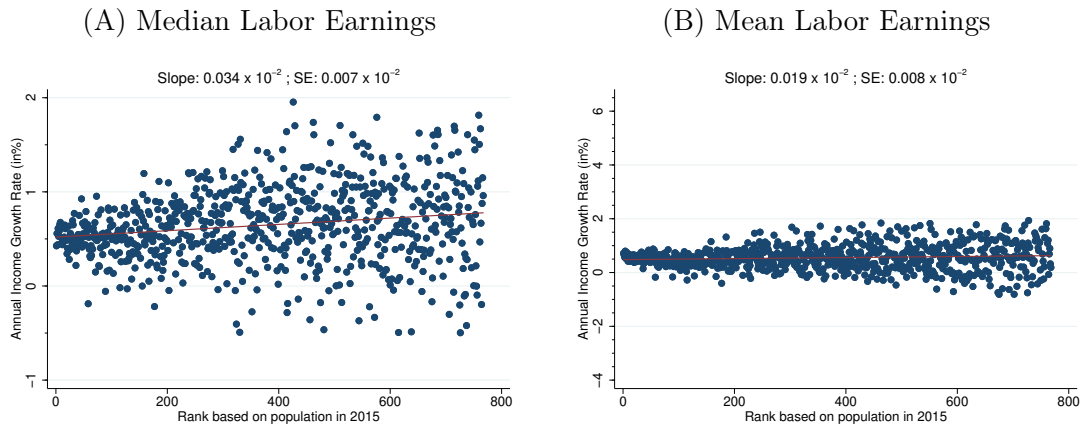 (A) Median Labor Earnings
Slope: 0.034 x 10⁻² ; SE: 0.007 x 10⁻²
Annual Income Growth Rate (in%)
2
1
0
−1
0 200 400 600 800
Rank based on population in 2015
(B) Mean Labor Earnings
Slope: 0.019 x 10⁻² ; SE: 0.008 x 10⁻²
Annual Income Growth Rate (in%)
6
4
2
0
−2
−4
0 200 400 600 800
Rank based on population in 2015